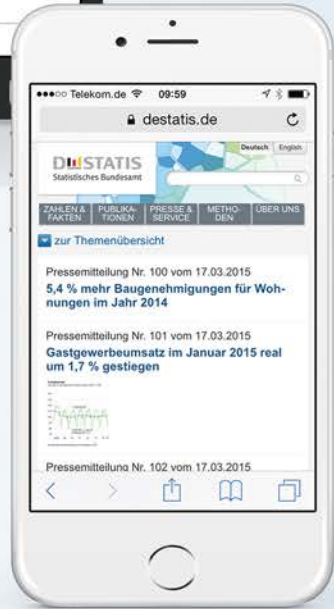 Telekom.de 09:59
destatis.de
Deutsch English
DESTATIS
Statistisches Bundesamt
ZAHLEN & FAKTEN PUBLIKA-TIONEN PRESSE & SERVICE METHO-DEN ÜBER UNS
zur Themenübersicht
Pressemitteilung Nr. 100 vom 17.03.2015
5,4 % mehr Baugenehmigungen für Woh-
nungen im Jahr 2014
Pressemitteilung Nr. 101 vom 17.03.2015
Gastgewerbeumsatz im Januar 2015 real
um 1,7 % gestiegen
Pressemitteilung Nr. 102 vom 17.03.2015